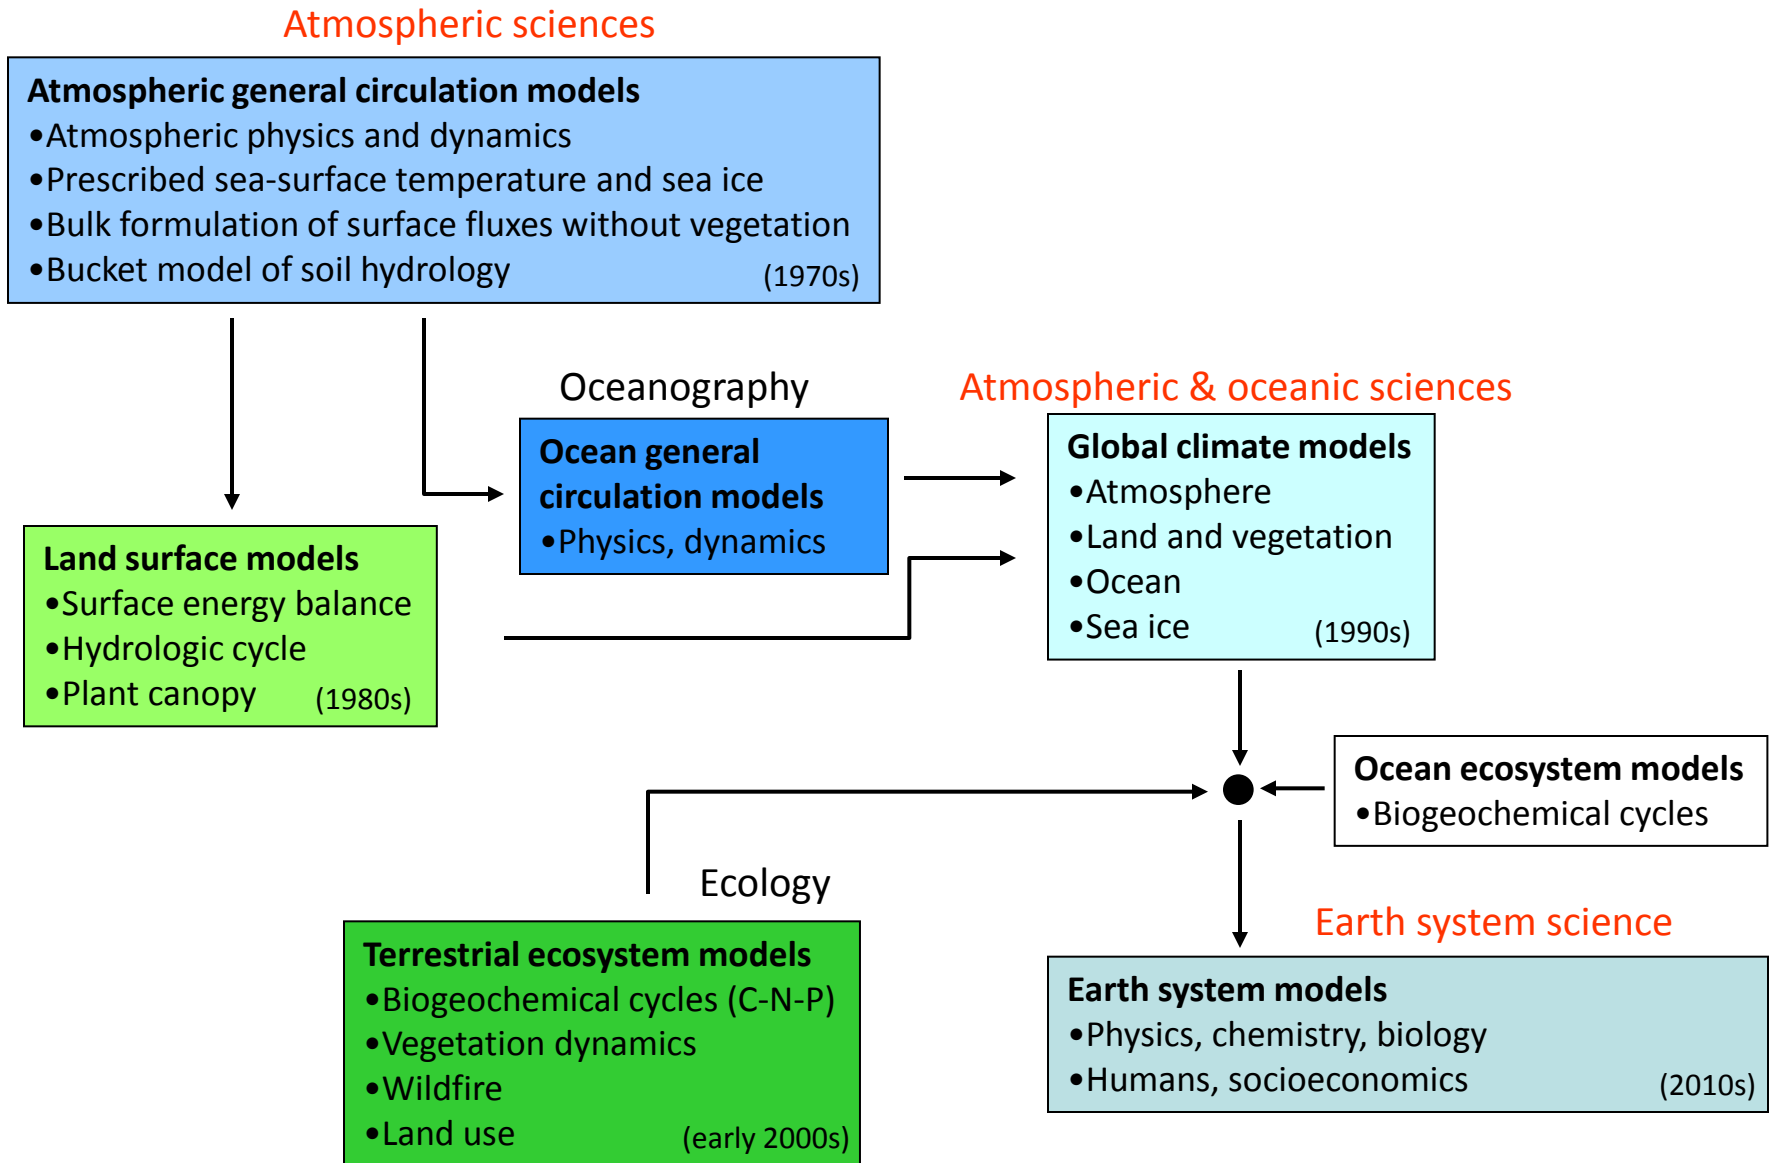 Atmospheric sciences
Atmospheric general circulation models
•Atmospheric physics and dynamics
•Prescribed sea-surface temperature and sea ice
•Bulk formulation of surface fluxes without vegetation
•Bucket model of soil hydrology (1970s)
Oceanography
Ocean general
circulation models
•Physics, dynamics
Atmospheric & oceanic sciences
Global climate models
•Atmosphere
•Land and vegetation
•Ocean
•Sea ice (1990s)
Land surface models
•Surface energy balance
•Hydrologic cycle
•Plant canopy (1980s)
Ocean ecosystem models
•Biogeochemical cycles
Ecology
Terrestrial ecosystem models
•Biogeochemical cycles (C-N-P)
•Vegetation dynamics
•Wildfire
•Land use (early 2000s)
Earth system science
Earth system models
•Physics, chemistry, biology
•Humans, socioeconomics (2010s)